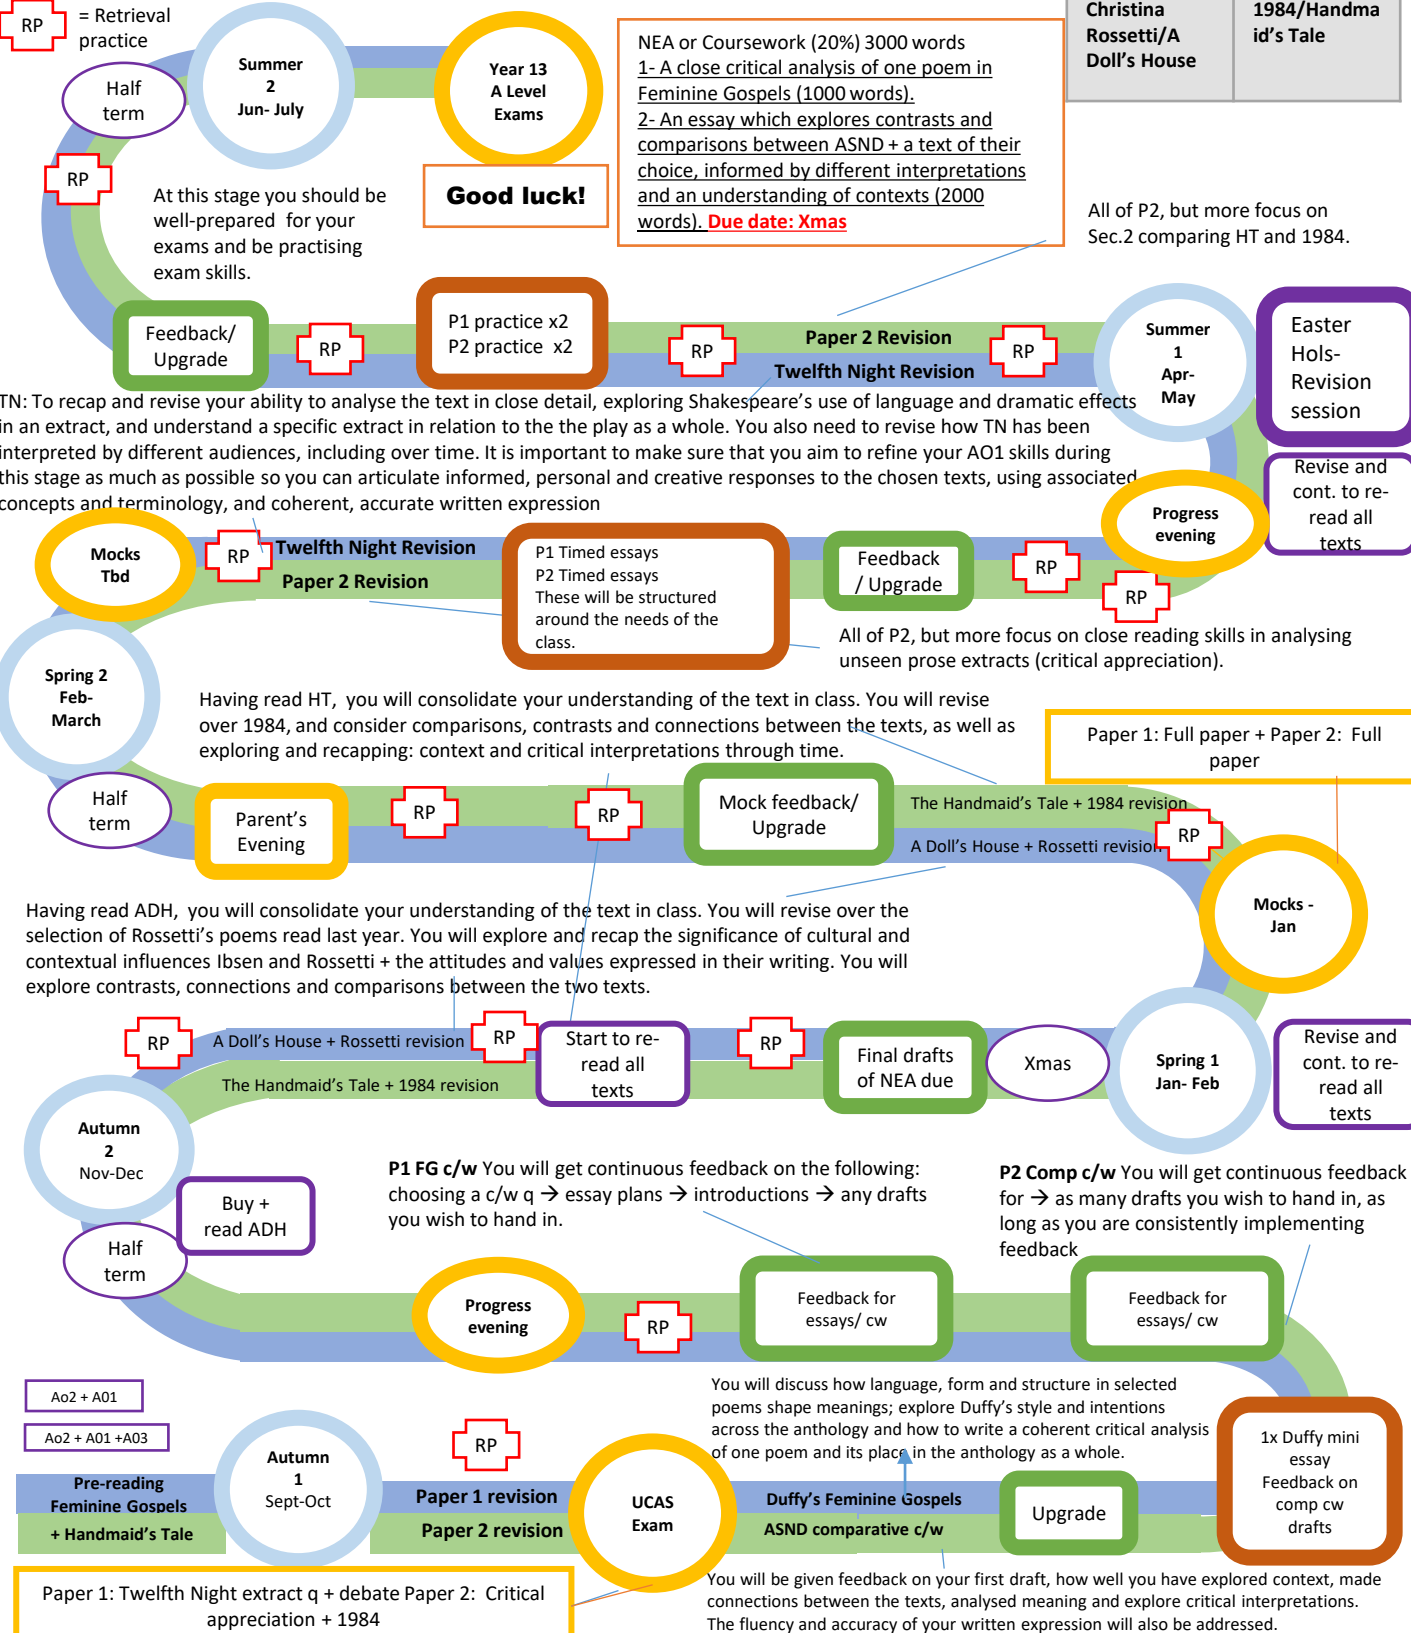 RP
= Retrieval
practice
Christina
Rossetti/A
Doll's House
1984/Handma
id's Tale
Half
term
Summer
2
Jun- July
Year 13
A Level
Exams
NEA or Coursework (20%) 3000 words
1- A close critical analysis of one poem in
Feminine Gospels (1000 words).
2- An essay which explores contrasts and
comparisons between ASND + a text of their
choice, informed by different interpretations
and an understanding of contexts (2000
words). Due date: Xmas
RP
At this stage you should be
well-prepared  for your
exams and be practising
exam skills.
Good luck!
All of P2, but more focus on
Sec.2 comparing HT and 1984.
Feedback/
Upgrade
RP
P1 practice x2
P2 practice  x2
RP
Paper 2 Revision
Twelfth Night Revision
RP
Summer
1
Apr-
May
Easter
Hols-
Revision
session
TN: To recap and revise your ability to analyse the text in close detail, exploring Shakespeare's use of language and dramatic effects
in an extract, and understand a specific extract in relation to the the play as a whole. You also need to revise how TN has been
interpreted by different audiences, including over time. It is important to make sure that you aim to refine your AO1 skills during
this stage as much as possible so you can articulate informed, personal and creative responses to the chosen texts, using associated
concepts and terminology, and coherent, accurate written expression
Revise and
cont. to re-
read all
texts
Progress
evening
Mocks
Tbd
RP
Twelfth Night Revision
Paper 2 Revision
P1 Timed essays
P2 Timed essays
These will be structured
around the needs of the
class.
Feedback
/ Upgrade
RP
RP
All of P2, but more focus on close reading skills in analysing
unseen prose extracts (critical appreciation).
Spring 2
Feb-
March
Having read HT,  you will consolidate your understanding of the text in class. You will revise
over 1984, and consider comparisons, contrasts and connections between the texts, as well as
exploring and recapping: context and critical interpretations through time.
Paper 1: Full paper + Paper 2:  Full
paper
Half
term
Parent's
Evening
RP
RP
Mock feedback/
Upgrade
The Handmaid's Tale + 1984 revision
A Doll's House + Rossetti revision
RP
Mocks -
Jan
Having read ADH,  you will consolidate your understanding of the text in class. You will revise over the
selection of Rossetti's poems read last year. You will explore and recap the significance of cultural and
contextual influences Ibsen and Rossetti + the attitudes and values expressed in their writing. You will
explore contrasts, connections and comparisons between the two texts.
RP
A Doll's House + Rossetti revision
The Handmaid's Tale + 1984 revision
RP
Start to re-
read all
texts
RP
Final drafts
of NEA due
Xmas
Spring 1
Jan- Feb
Revise and
cont. to re-
read all
texts
Autumn
2
Nov-Dec
P1 FG c/w You will get continuous feedback on the following:
choosing a c/w q → essay plans → introductions → any drafts
you wish to hand in.
P2 Comp c/w You will get continuous feedback
for → as many drafts you wish to hand in, as
long as you are consistently implementing
feedback
Buy +
read ADH
Half
term
Progress
evening
RP
Feedback for
essays/ cw
Feedback for
essays/ cw
Ao2 + A01
Ao2 + A01 +A03
You will discuss how language, form and structure in selected
poems shape meanings; explore Duffy's style and intentions
across the anthology and how to write a coherent critical analysis
of one poem and its place in the anthology as a whole.
1x Duffy mini
essay
Feedback on
comp cw
drafts
Pre-reading
Feminine Gospels
+ Handmaid's Tale
Autumn
1
Sept-Oct
RP
Paper 1 revision
Paper 2 revision
UCAS
Exam
Duffy's Feminine Gospels
ASND comparative c/w
Upgrade
Paper 1: Twelfth Night extract q + debate Paper 2:  Critical
appreciation + 1984
You will be given feedback on your first draft, how well you have explored context, made
connections between the texts, analysed meaning and explore critical interpretations.
The fluency and accuracy of your written expression will also be addressed.